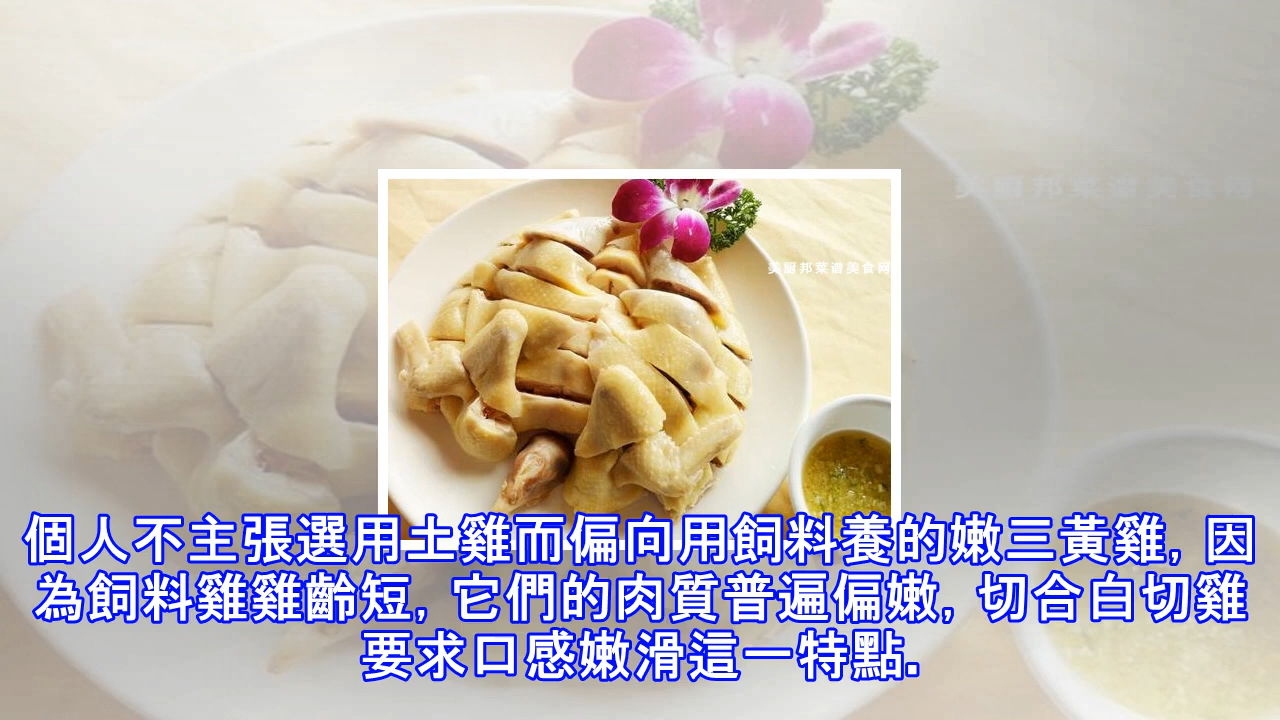 美廚邦菜谱美食网
個人不主張選用土雞而偏向用飼料養的嫩三黃雞, 因
為飼料雞雞齡短, 它們的肉質普遍偏嫩, 切合白切雞
要求口感嫩滑這一特點.